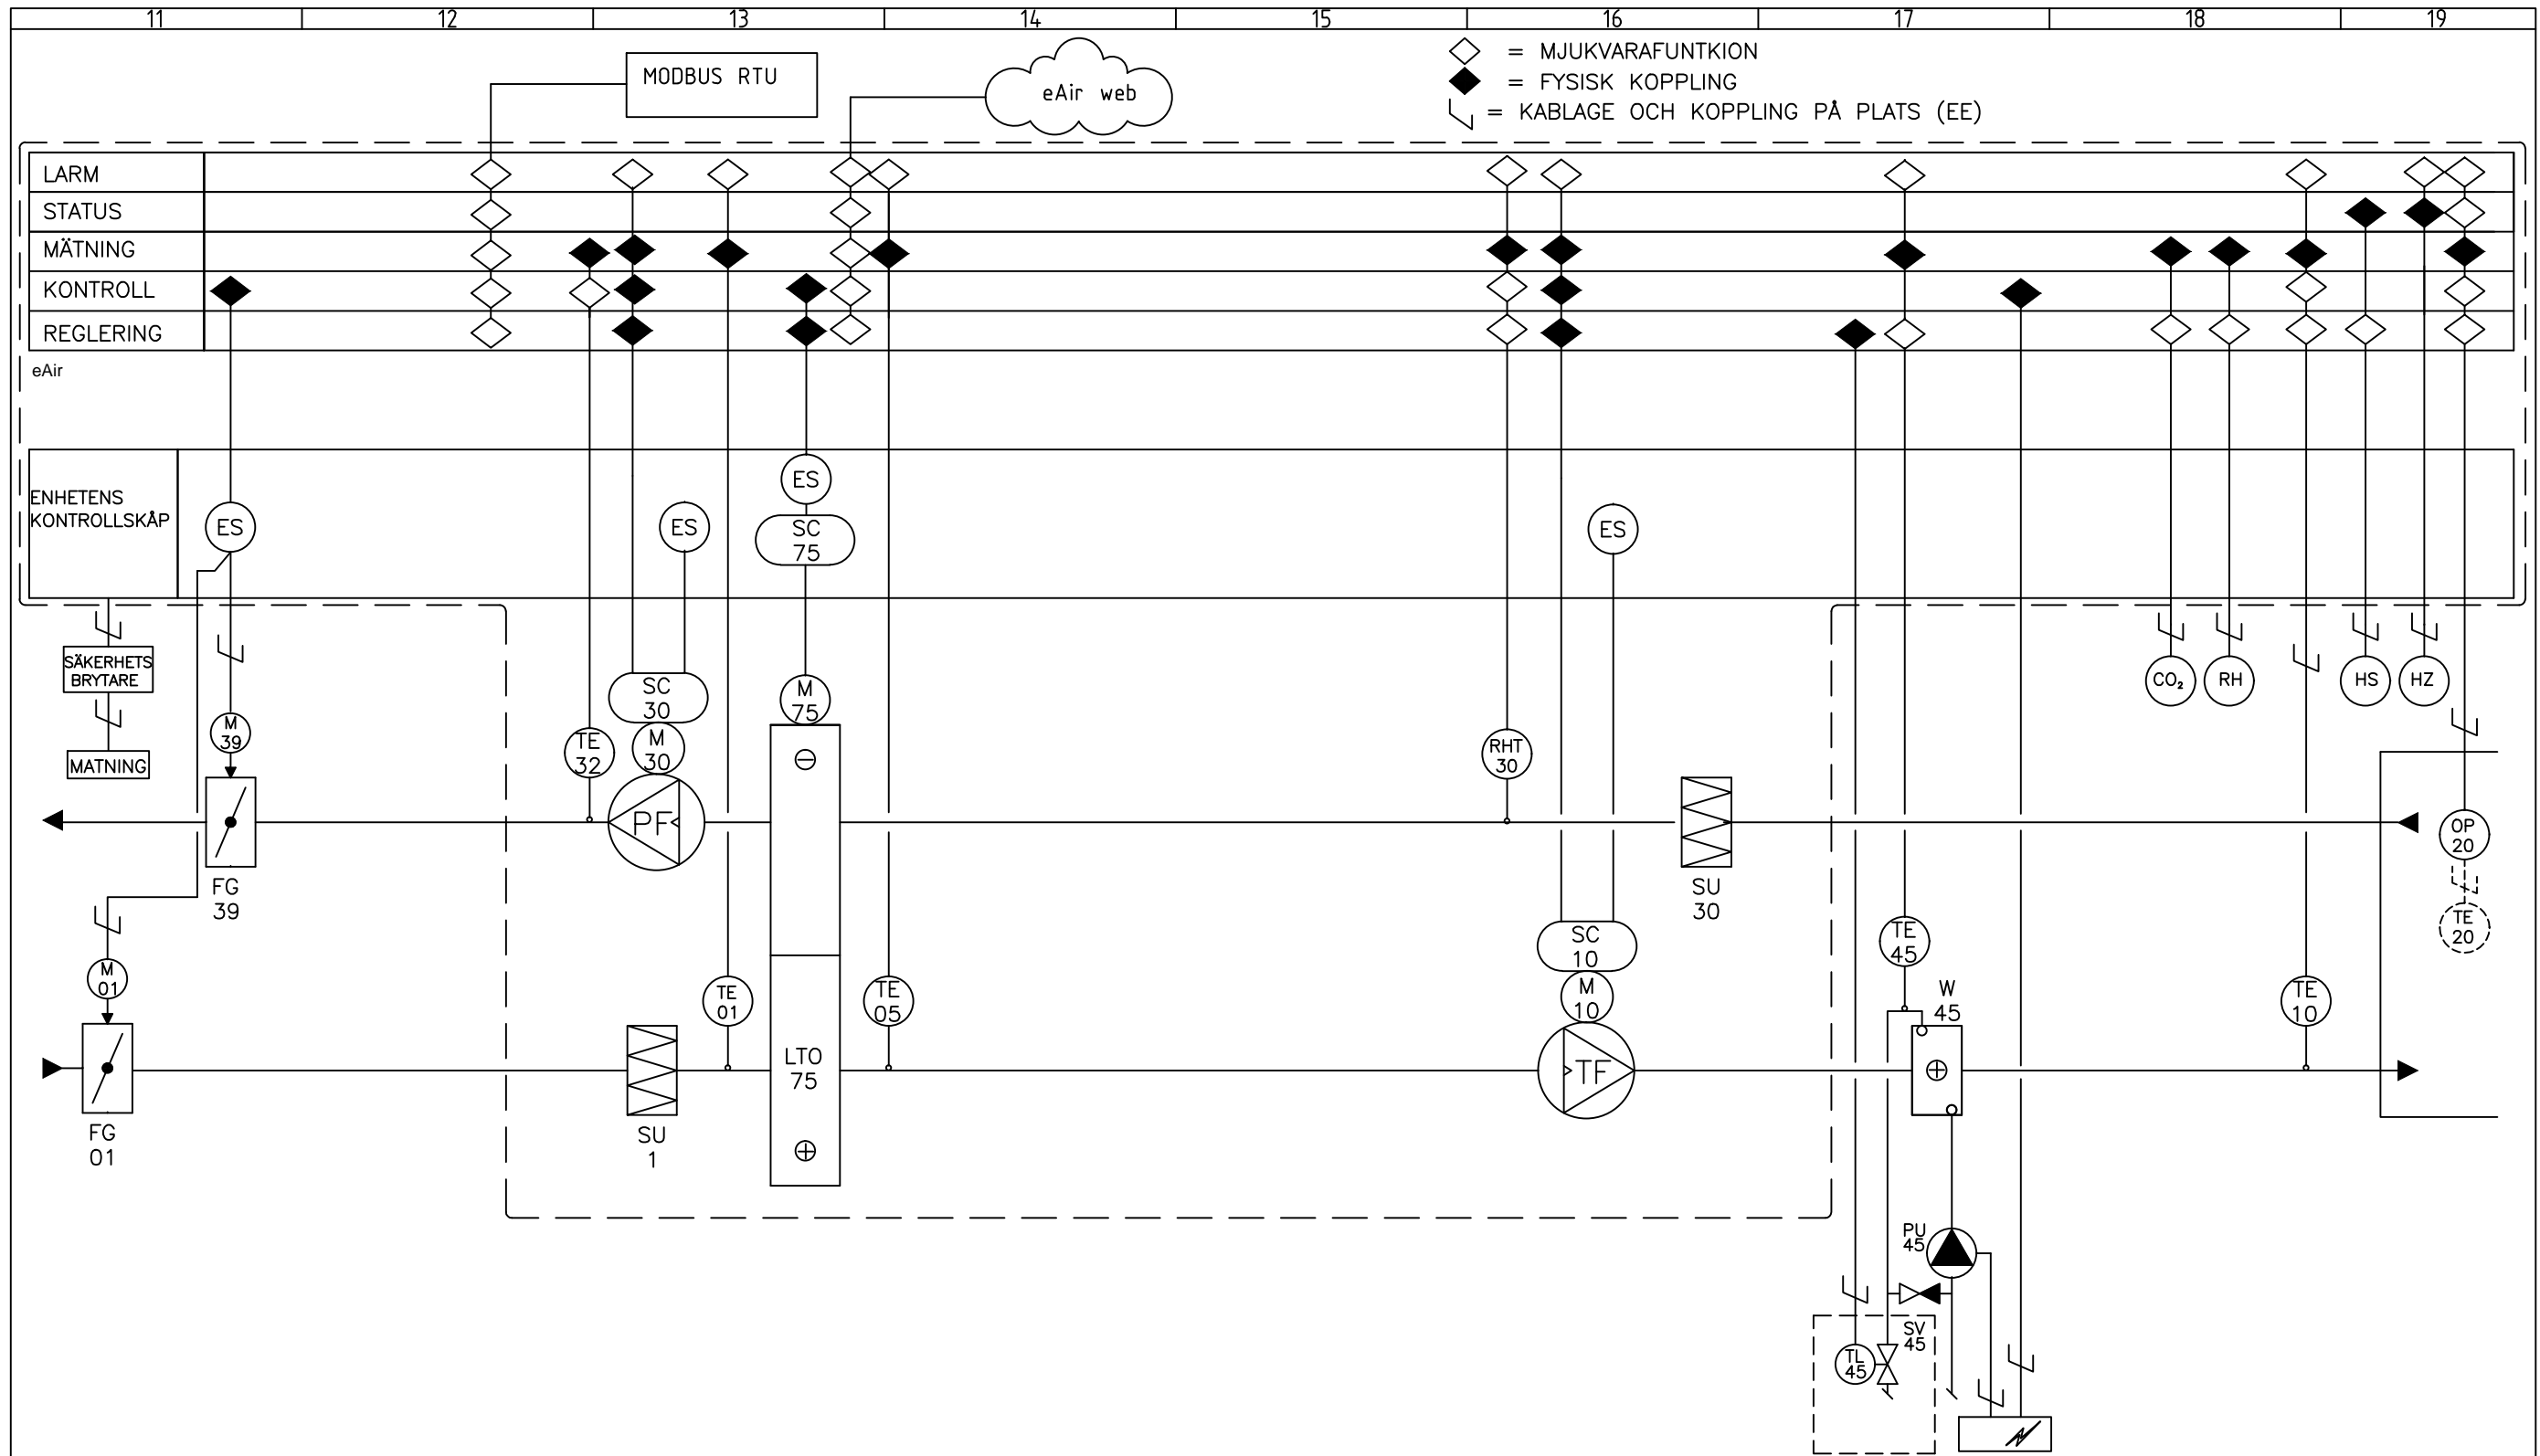 11 12 13 14 15 16 17 18 19
MODBUS RTU
eAir web
= MJUKVARAFUNTKION
= FYSISK KOPPLING
= KABLAGE OCH KOPPLING PÅ PLATS (EE)
LARM
STATUS
MÄTNING
KONTROLL
REGLERING
eAir
ENHETENS
KONTROLLSKÅP
ES
ES
ES
SC
75
ES
SÄKERHETS
BRYTARE
MATNING
M
39
TE
32
SC
30
M
30
M
75
RHT
30
CO₂
RH
HS
HZ
PF
FG
39
SU
30
OP
20
TE
20
M
01
TE
01
TE
05
SC
10
M
10
TE
45
W
45
TE
10
LTO
75
TF
FG
01
SU
1
PU
45
SV
45
TL
45